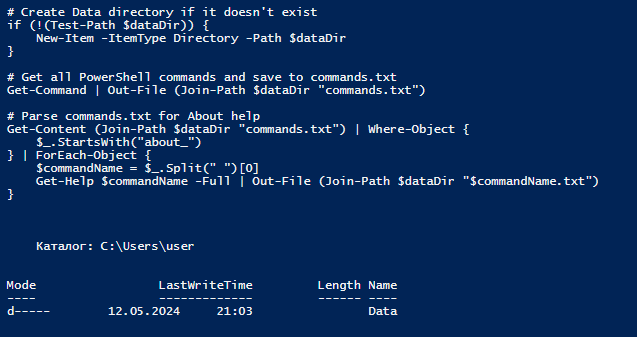 # Create Data directory if it doesn't exist
if (!(Test-Path $dataDir)) {
    New-Item -ItemType Directory -Path $dataDir
}
# Get all PowerShell commands and save to commands.txt
Get-Command | Out-File (Join-Path $dataDir "commands.txt")
# Parse commands.txt for About help
Get-Content (Join-Path $dataDir "commands.txt") | Where-Object {
    $_.StartsWith("about_")
} | ForEach-Object {
    $commandName = $_.Split(" ")[0]
    Get-Help $commandName -Full | Out-File (Join-Path $dataDir "$commandName.txt")
}
    Каталог: C:\Users\user
Mode                 LastWriteTime         Length Name
----                 -------------         ------ ----
d-----        12.05.2024     21:03                Data